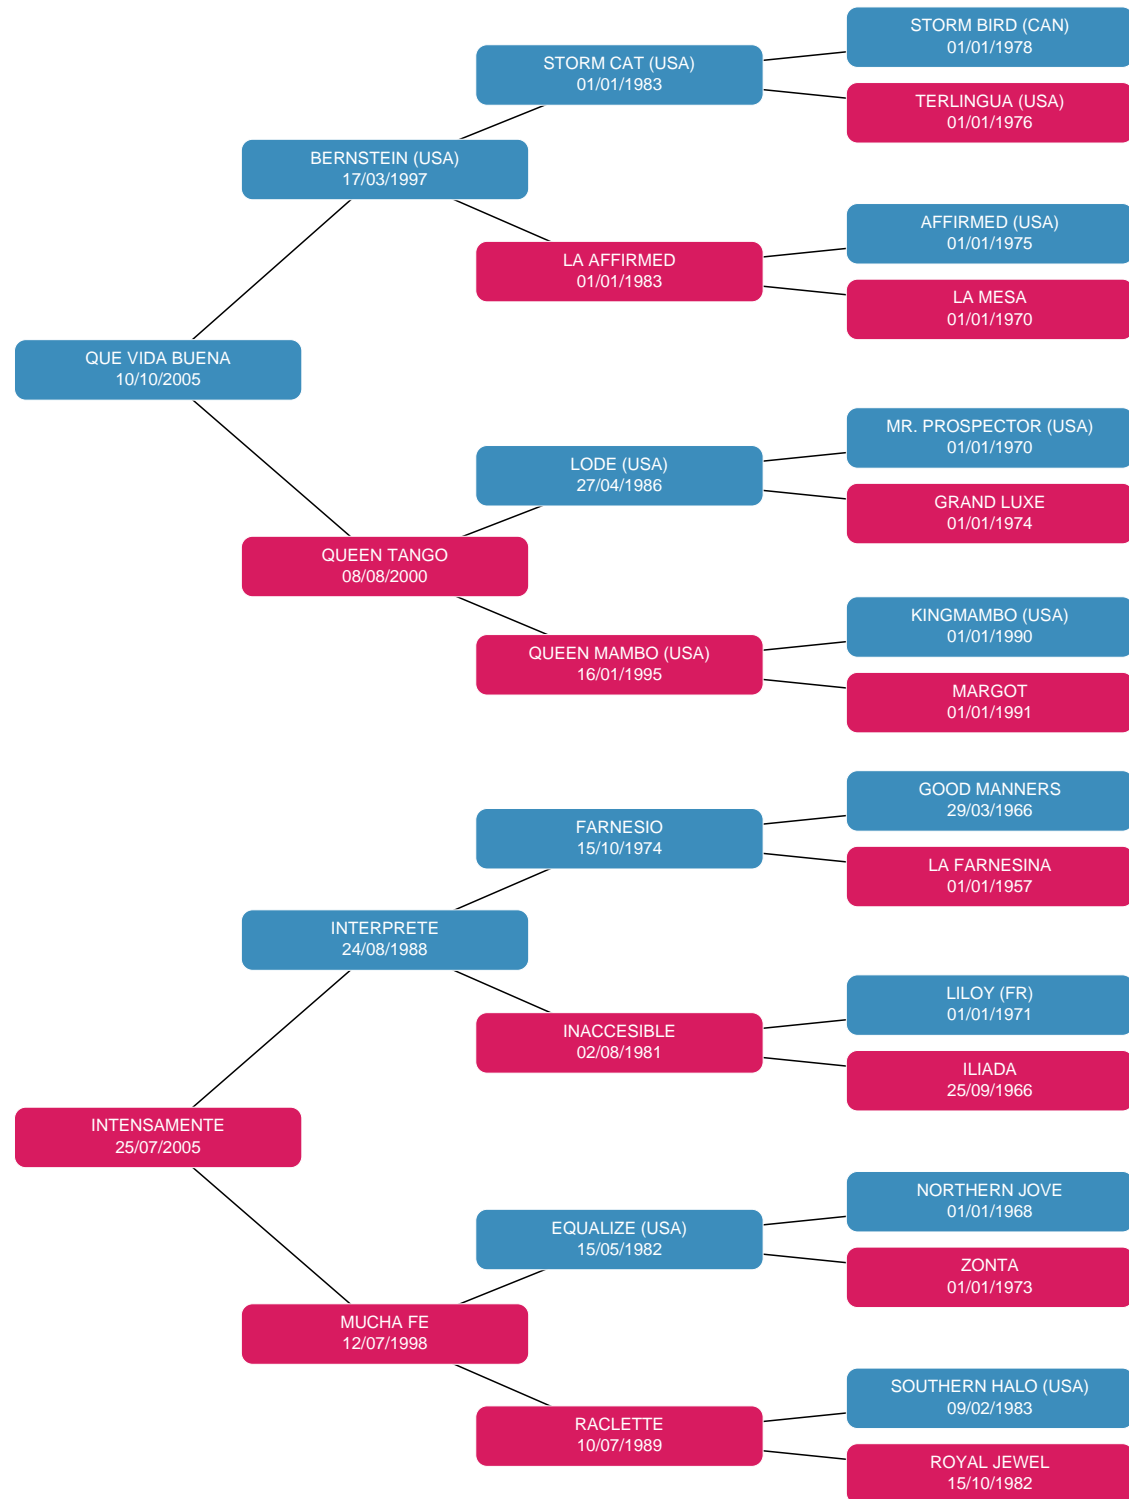 STORM BIRD (CAN)
01/01/1978
STORM CAT (USA)
01/01/1983
TERLINGUA (USA)
01/01/1976
BERNSTEIN (USA)
17/03/1997
AFFIRMED (USA)
01/01/1975
LA AFFIRMED
01/01/1983
LA MESA
01/01/1970
QUE VIDA BUENA
10/10/2005
MR. PROSPECTOR (USA)
01/01/1970
LODE (USA)
27/04/1986
GRAND LUXE
01/01/1974
QUEEN TANGO
08/08/2000
KINGMAMBO (USA)
01/01/1990
QUEEN MAMBO (USA)
16/01/1995
MARGOT
01/01/1991
GOOD MANNERS
29/03/1966
FARNESIO
15/10/1974
LA FARNESINA
01/01/1957
INTERPRETE
24/08/1988
LILOY (FR)
01/01/1971
INACCESIBLE
02/08/1981
ILIADA
25/09/1966
INTENSAMENTE
25/07/2005
NORTHERN JOVE
01/01/1968
EQUALIZE (USA)
15/05/1982
ZONTA
01/01/1973
MUCHA FE
12/07/1998
SOUTHERN HALO (USA)
09/02/1983
RACLETTE
10/07/1989
ROYAL JEWEL
15/10/1982